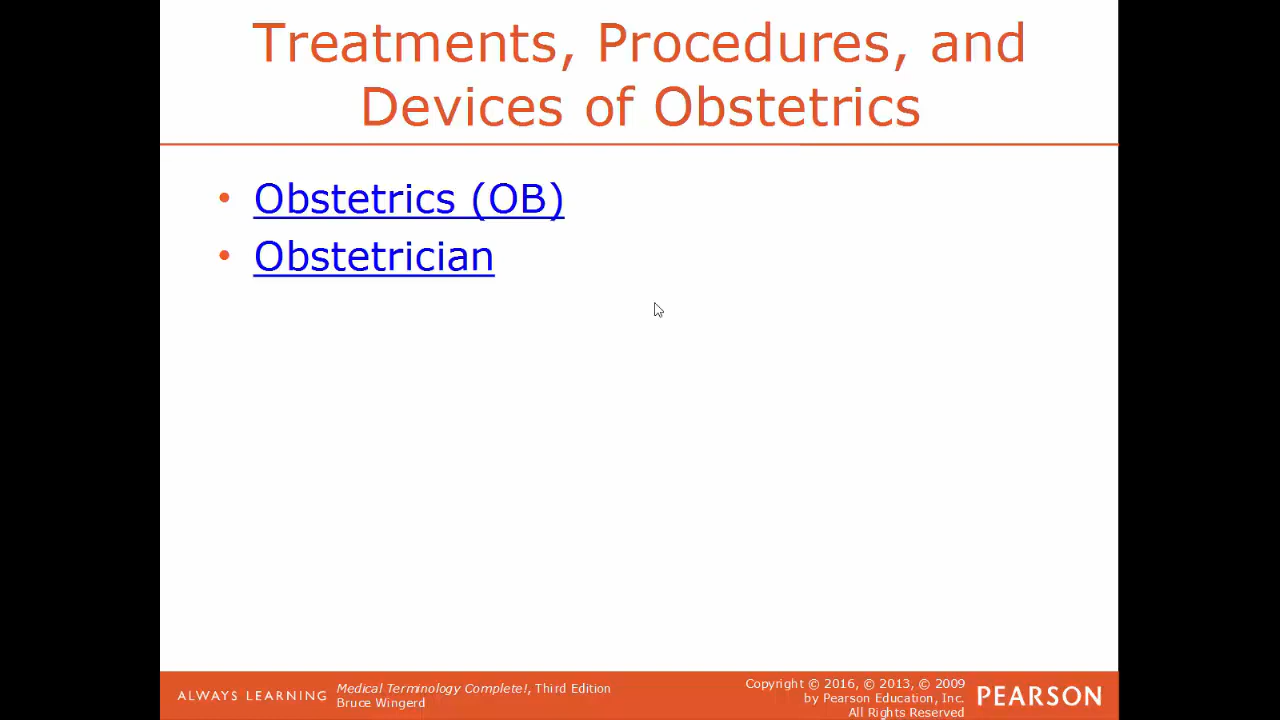 Treatments, Procedures, and
Devices of Obstetrics
• Obstetrics (OB)
• Obstetrician
ALWAYS LEARNING
Medical Terminology Complete!, Third Edition
Bruce Wingerd
Copyright © 2016, © 2013, © 2009
by Pearson Education, Inc.
All Rights Reserved
PEARSON